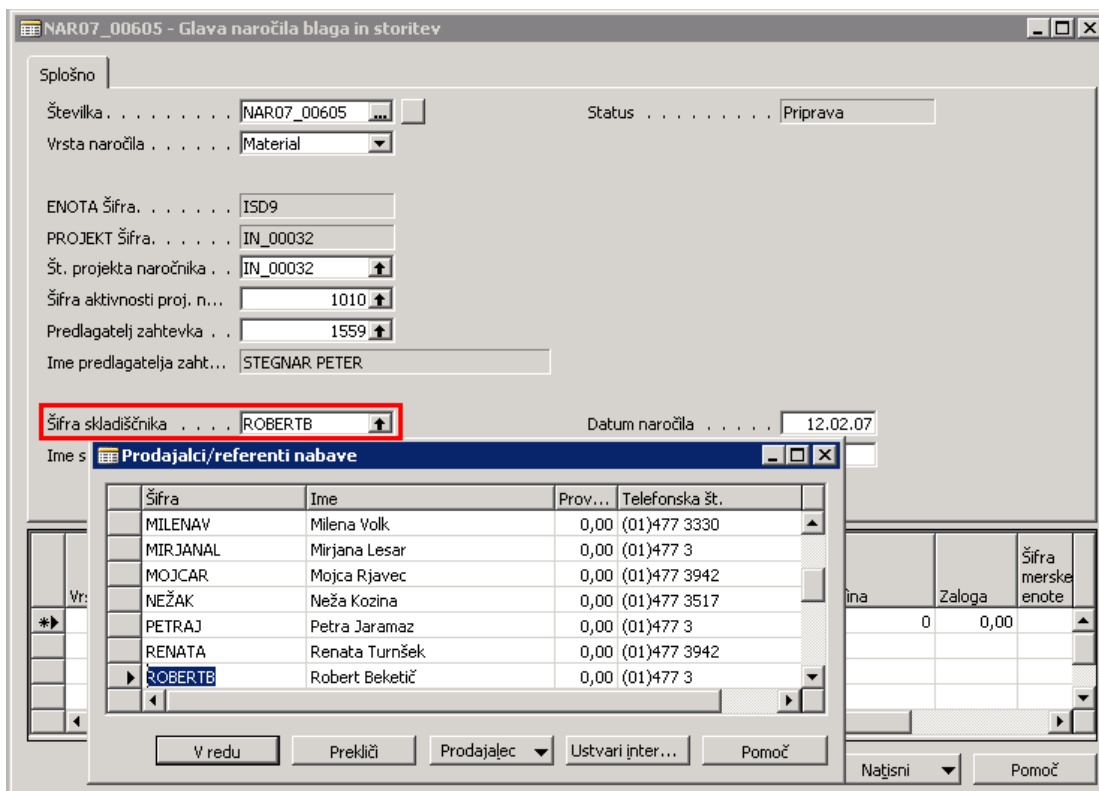 NAR07_00605 - Glava naročila blaga in storitev
Splošno
Številka. . . . . . . . . NAR07_00605 ...
Status . . . . . . . . . Priprava
Vrsta naročila . . . . . . Material
ENOTA Šifra. . . . . . . ISD9
PROJEKT Šifra. . . . . . IN_00032
Št. projekta naročnika . . IN_00032
Šifra aktivnosti proj. n... 1010
Predlagatelj zahtevka . . 1559
Ime predlagatelja zaht... STEGNAR PETER
Šifra skladiščnika . . . . ROBERTB
Datum naročila . . . . . 12.02.07
Ime s
Prodajalci/referenti nabave
Šifra Ime Prov... Telefonska št.
MILENAV Milena Volk 0,00 (01)477 3330
MIRJANAL Mirjana Lesar 0,00 (01)477 3
MOJCAR Mojca Rjavec 0,00 (01)477 3942
NEŽAK Neža Kozina 0,00 (01)477 3517
PETRAJ Petra Jaramaz 0,00 (01)477 3
RENATA Renata Turnšek 0,00 (01)477 3942
ROBERTB Robert Beketič 0,00 (01)477 3
V redu Prekliči Prodajalec Ustvari inter... Pomoč
Vr
ina Zaloga Šifra merske enote
0 0,00
Natisni Pomoč